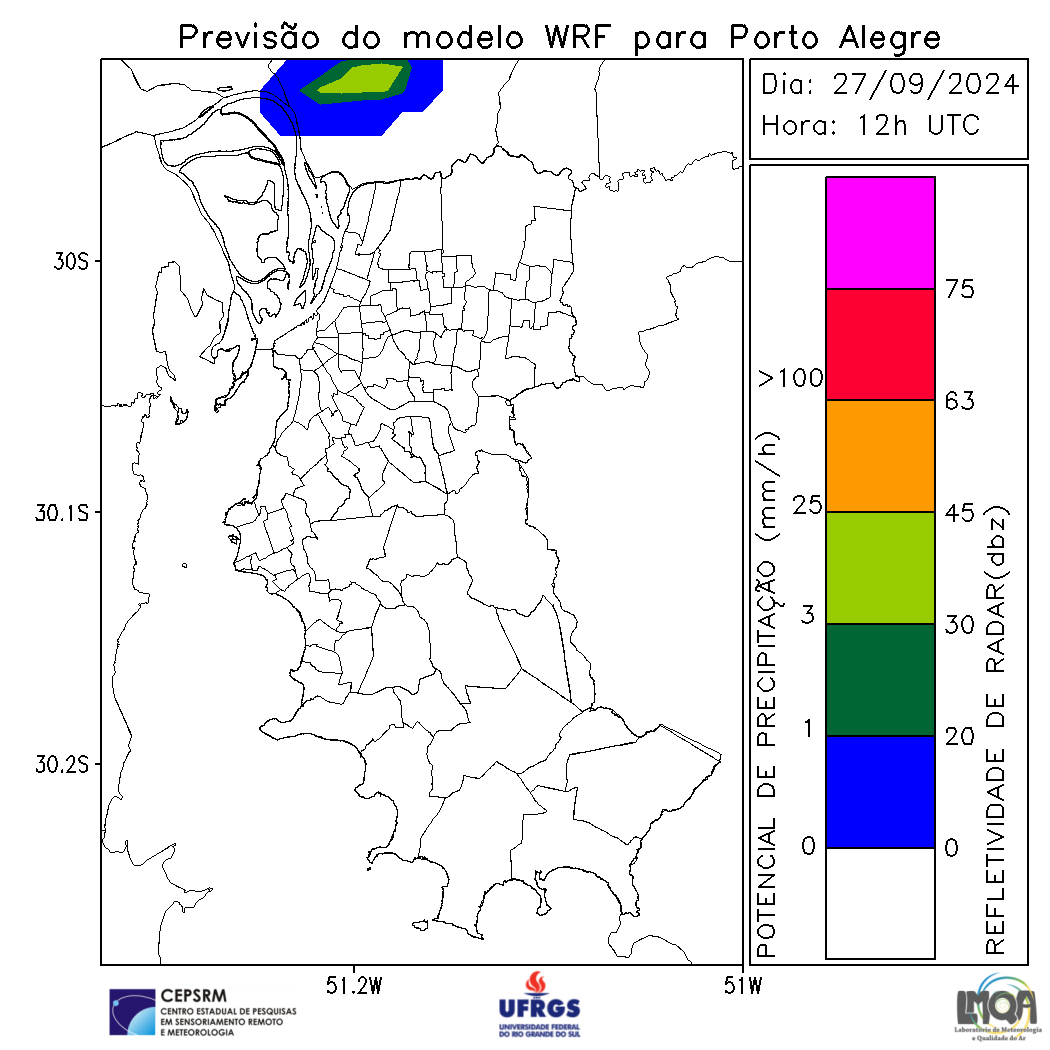 Previsão do modelo WRF para Porto Alegre
Dia: 27/09/2024
Hora: 12h UTC
30S
30.1S
30.2S
51.2W
51W
POTENCIAL DE PRECIPITAÇÃO (mm/h)
>100
25
3
1
0
75
63
45
30
20
0
REFLETIVIDADE DE RADAR(dbz)
CEPSRM
CENTRO ESTADUAL DE PESQUISAS
EM SENSORIAMENTO REMOTO
E METEOROLOGIA
UFRGS
UNIVERSIDADE FEDERAL
DO RIO GRANDE DO SUL
LMQA
Laboratório de Meteorologia
e Qualidade do Ar